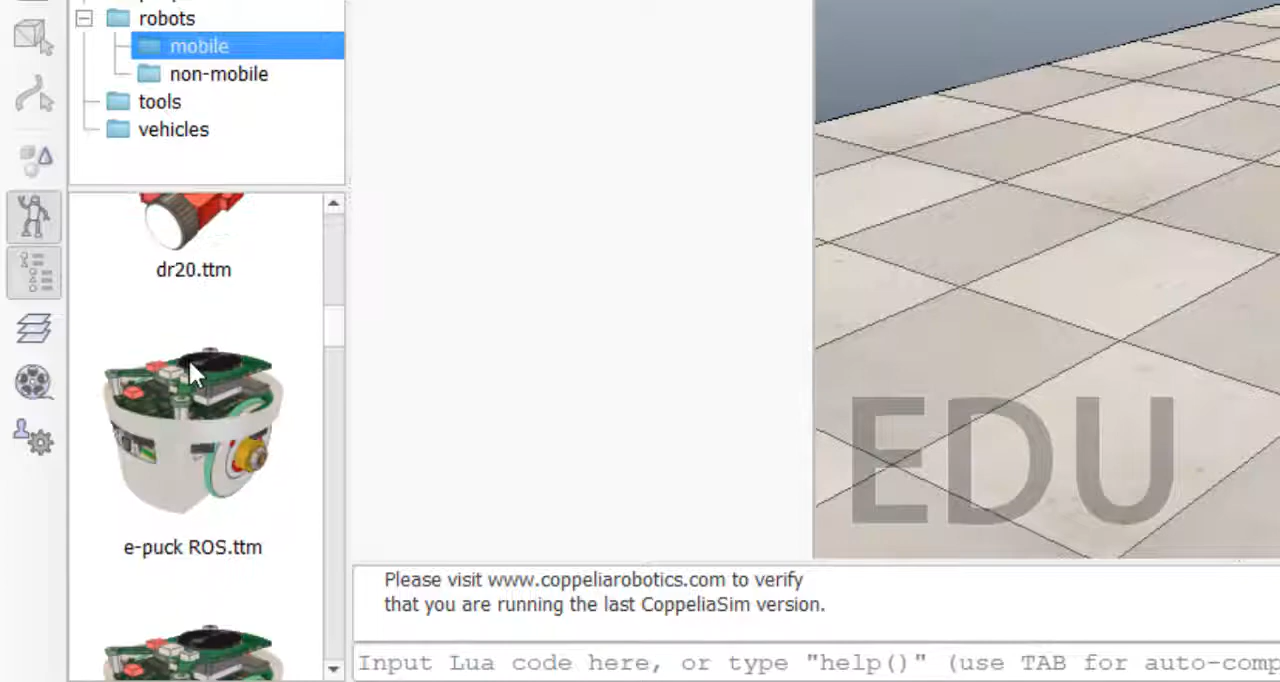 robots
mobile
non-mobile
tools
vehicles
dr20.ttm
e-puck ROS.ttm
EDU
Please visit www.coppeliarobotics.com to verify
that you are running the last CoppeliaSim version.
Input Lua code here, or type "help()" (use TAB for auto-comp